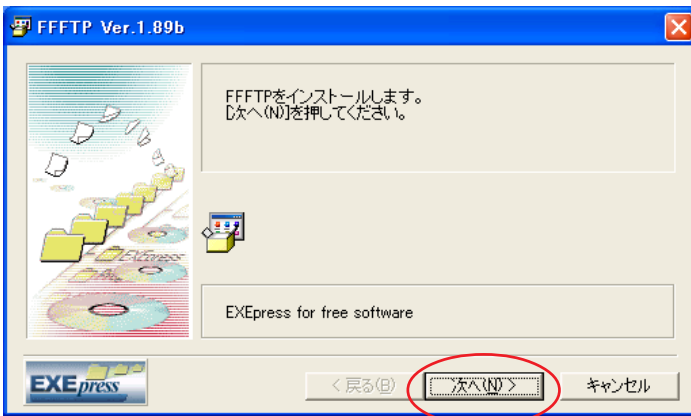 FFFTP Ver.1.89b
FFFTPをインストールします。
[次へ(N)]を押してください。
EXEpress
EXEpress for free software
EXEpress
< 戻る(B)
次へ(N) >
キャンセル